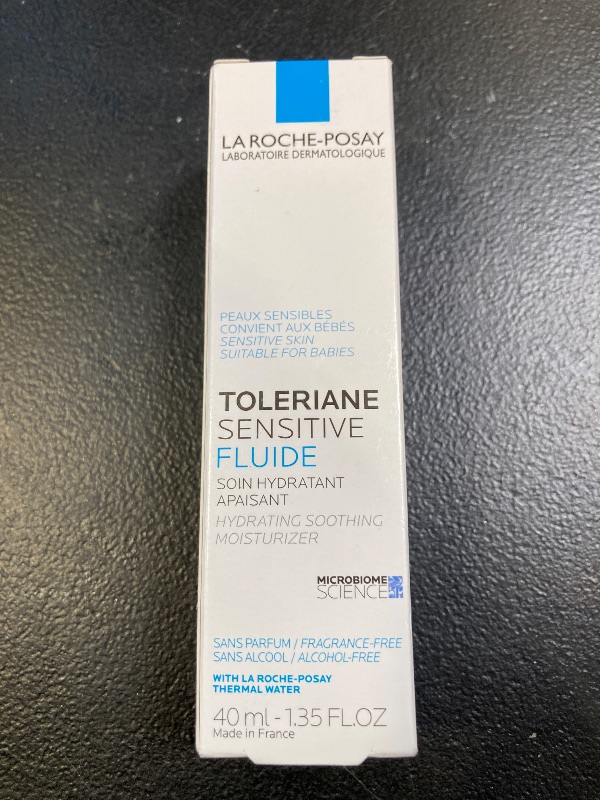 LA ROCHE-POSAY
LABORATOIRE DERMATOLOGIQUE
PEAUX SENSIBLES
CONVIENT AUX BÉBÉS
SENSITIVE SKIN
SUITABLE FOR BABIES
TOLERIANE
SENSITIVE
FLUIDE
SOIN HYDRATANT
APAISANT
HYDRATING SOOTHING
MOISTURIZER
MICROBIOME
SCIENCE
SANS PARFUM / FRAGRANCE-FREE
SANS ALCOOL / ALCOHOL-FREE
WITH LA ROCHE-POSAY
THERMAL WATER
40 ml - 1.35 FL.OZ
Made in France